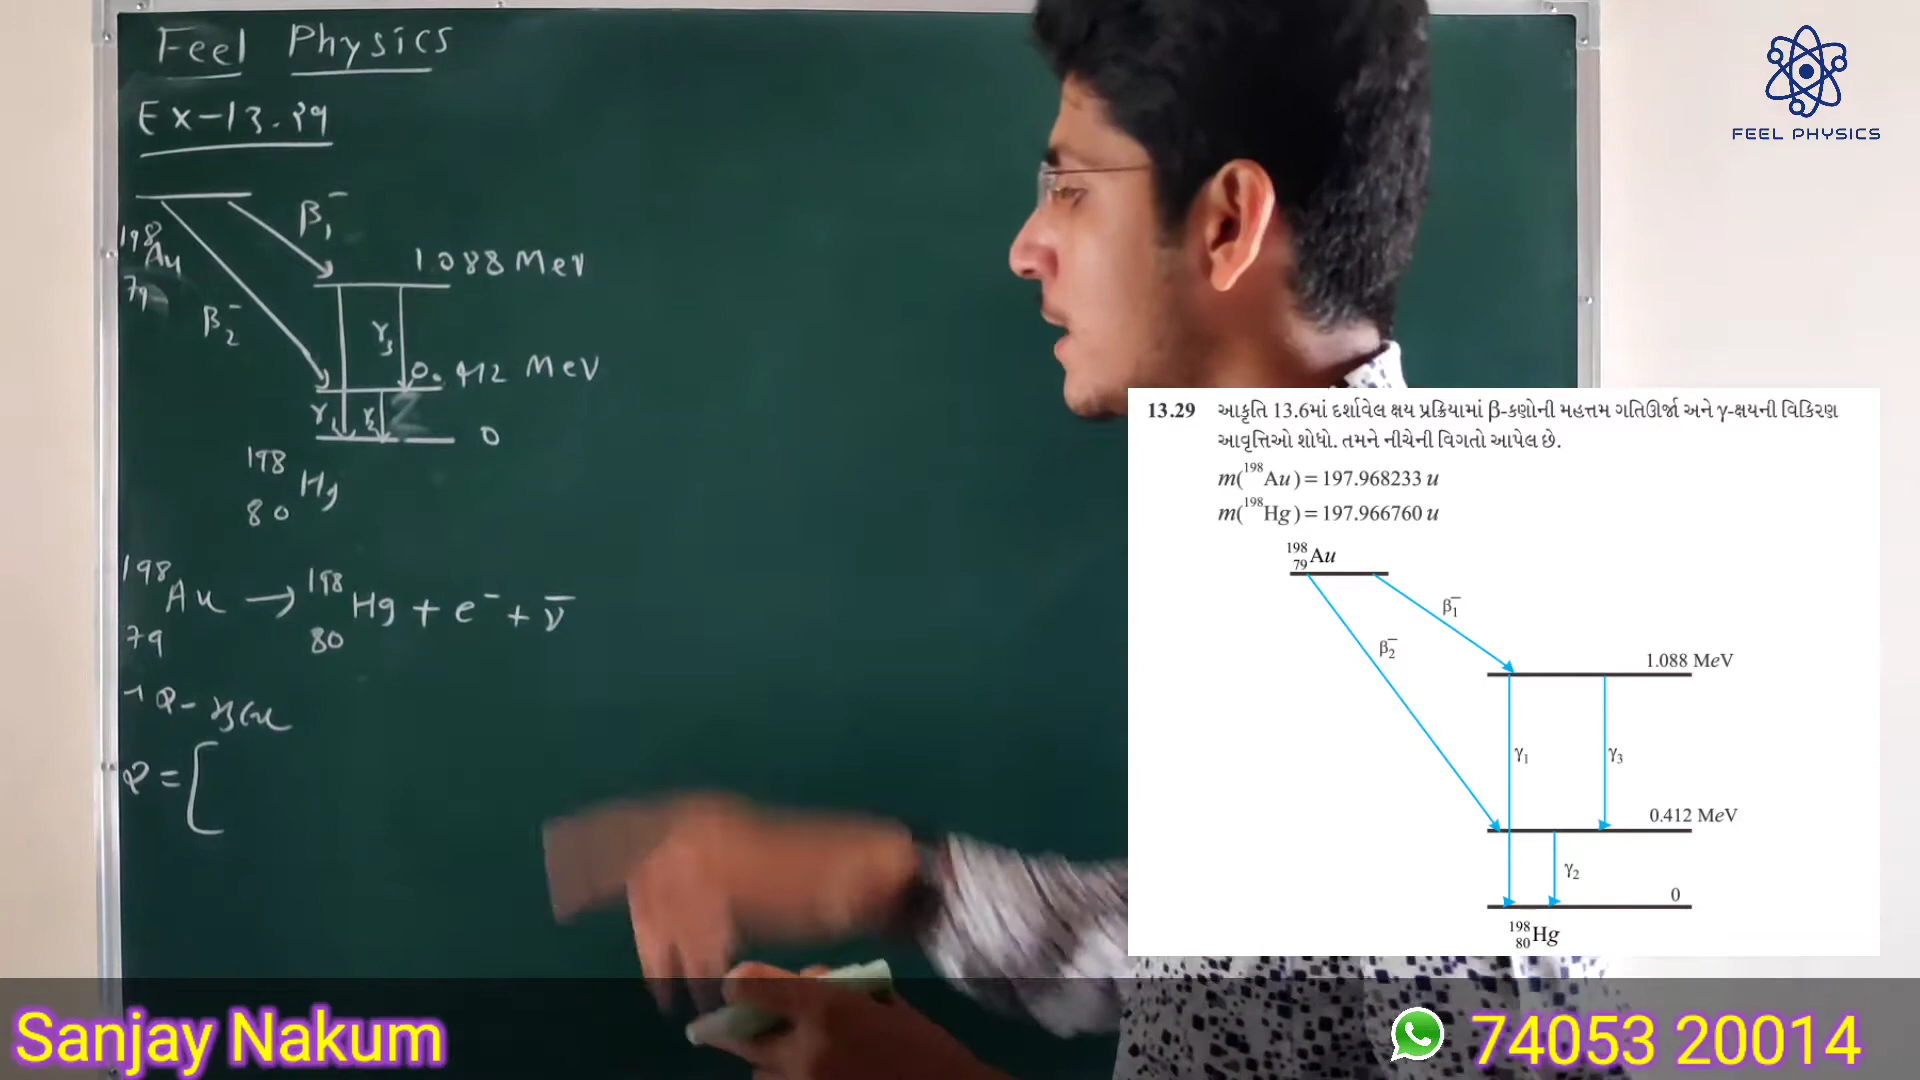 Feel Physics
Ex-13.29
β₁⁻
198
Au
79
1.088 MeV
β₂⁻
γ₃
0.412 MeV
γ₁ γ₂
0
198
Hg
80
198 Au 79 → 198 Hg 80 + e⁻ + ν̄
Q =[
FEEL PHYSICS
13.29 આકૃતિ 13.6માં દર્શાવેલ ક્ષય પ્રક્રિયામાં β-કણોની મહત્તમ ગતિઊર્જા અને γ-ક્ષયની વિકિરણ
આવૃત્તિઓ શોધો. તમને નીચેની વિગતો આપેલ છે.
m(¹⁹⁸Au) = 197.968233 u
m(¹⁹⁸Hg) = 197.966760 u
198
79 Au
β₁⁻
β₂⁻
1.088 MeV
γ₁ γ₃
0.412 MeV
γ₂
0
198
80 Hg
Sanjay Nakum
74053 20014